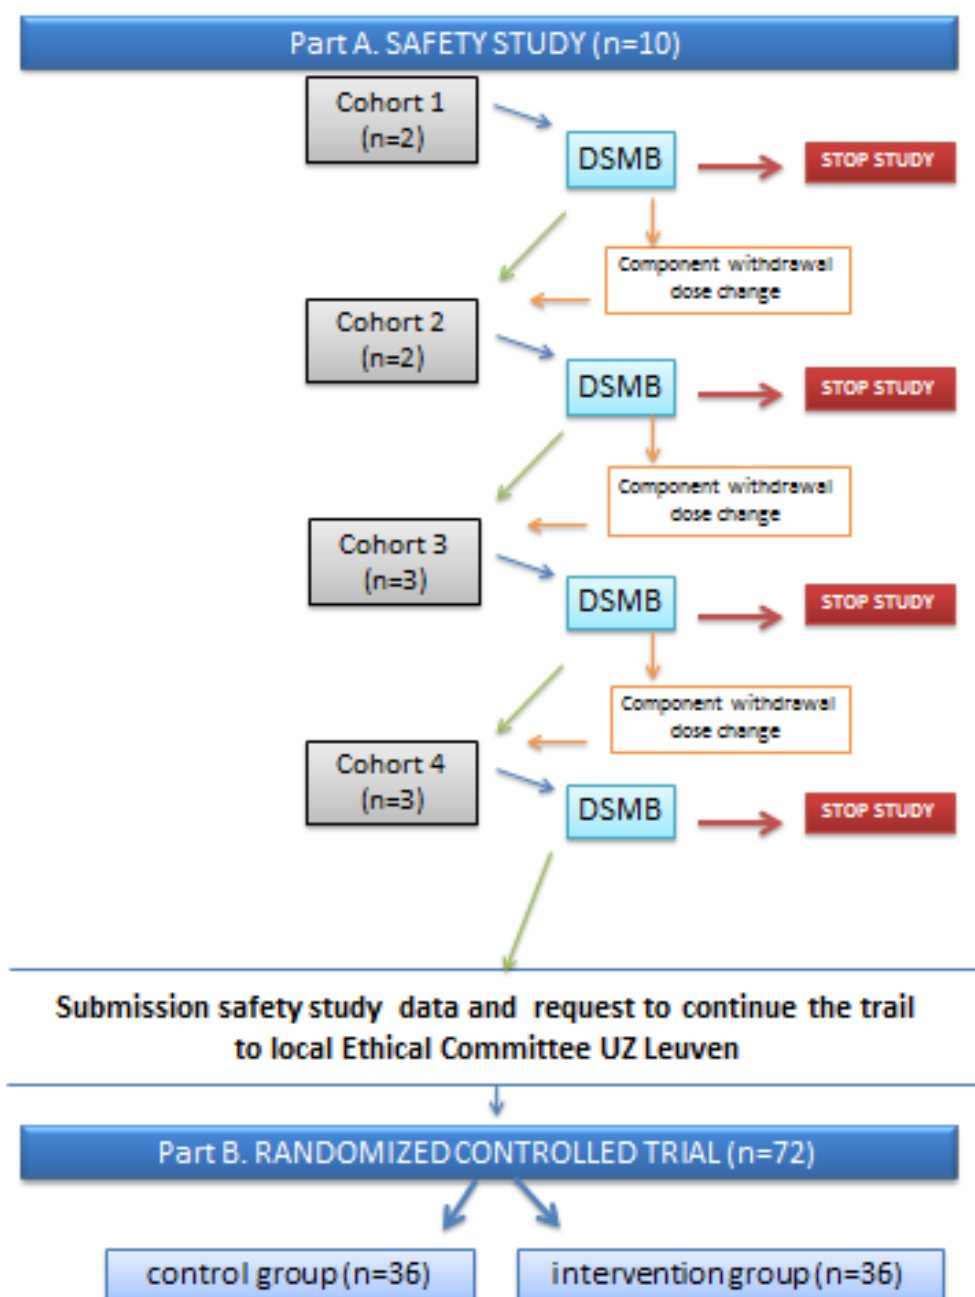 Part A. SAFETY STUDY (n=10)
Cohort 1
(n=2)
DSMB
STOP STUDY
Component withdrawal
dose change
Cohort 2
(n=2)
DSMB
STOP STUDY
Component withdrawal
dose change
Cohort 3
(n=3)
DSMB
STOP STUDY
Component withdrawal
dose change
Cohort 4
(n=3)
DSMB
STOP STUDY
Submission safety study data and request to continue the trail
to local Ethical Committee UZ Leuven
Part B. RANDOMIZED CONTROLLED TRIAL (n=72)
control group (n=36)
intervention group (n=36)